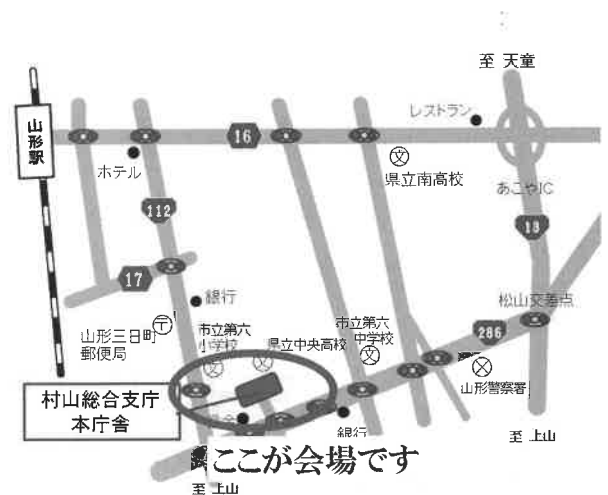 至 天童
レストラン
山形駅
16
ホテル
文
県立南高校
あこやIC
112
13
17
銀行
松山交差点
286
山形三日町
郵便局
〒
市立第六
小学校
文
県立中央高校
文
市立第六
中学校
文
山形警察署
村山総合支庁
本庁舎
銀行
至 上山
ここが会場です
至 上山